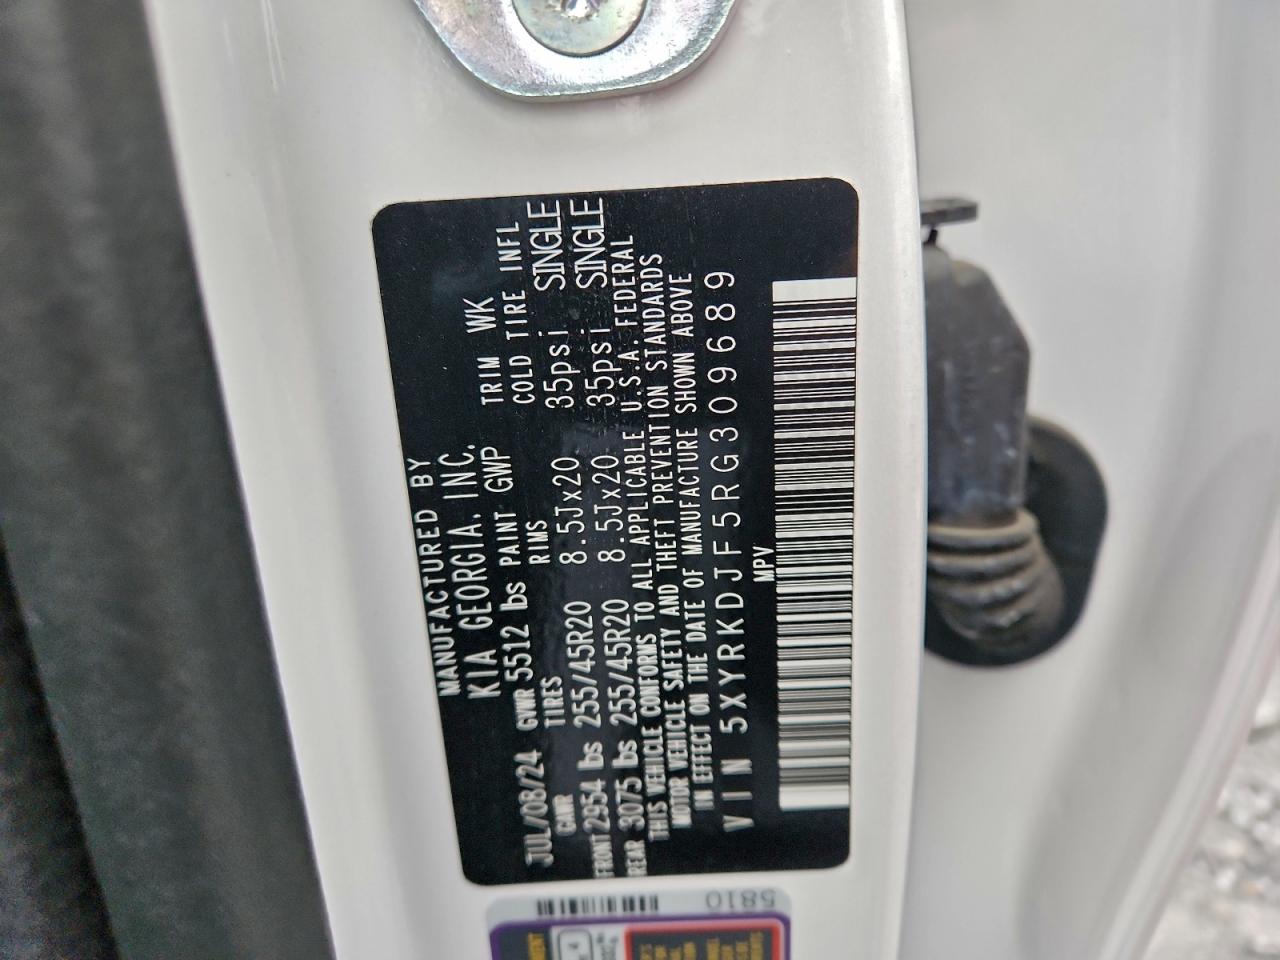 MANUFACTURED BY
KIA GEORGIA, INC.
JUL/08/24 GVWR 5512 lbs PAINT GWP TRIM WK
GAWR TIRES RIMS COLD TIRE INFL
FRONT 2954 lbs 255/45R20 8.5Jx20 35psi SINGLE
REAR 3075 lbs 255/45R20 8.5Jx20 35psi SINGLE
THIS VEHICLE CONFORMS TO ALL APPLICABLE U.S.A. FEDERAL
MOTOR VEHICLE SAFETY AND THEFT PREVENTION STANDARDS
IN EFFECT ON THE DATE OF MANUFACTURE SHOWN ABOVE
VIN 5XYRKDJF5RG309689
MPV
5810